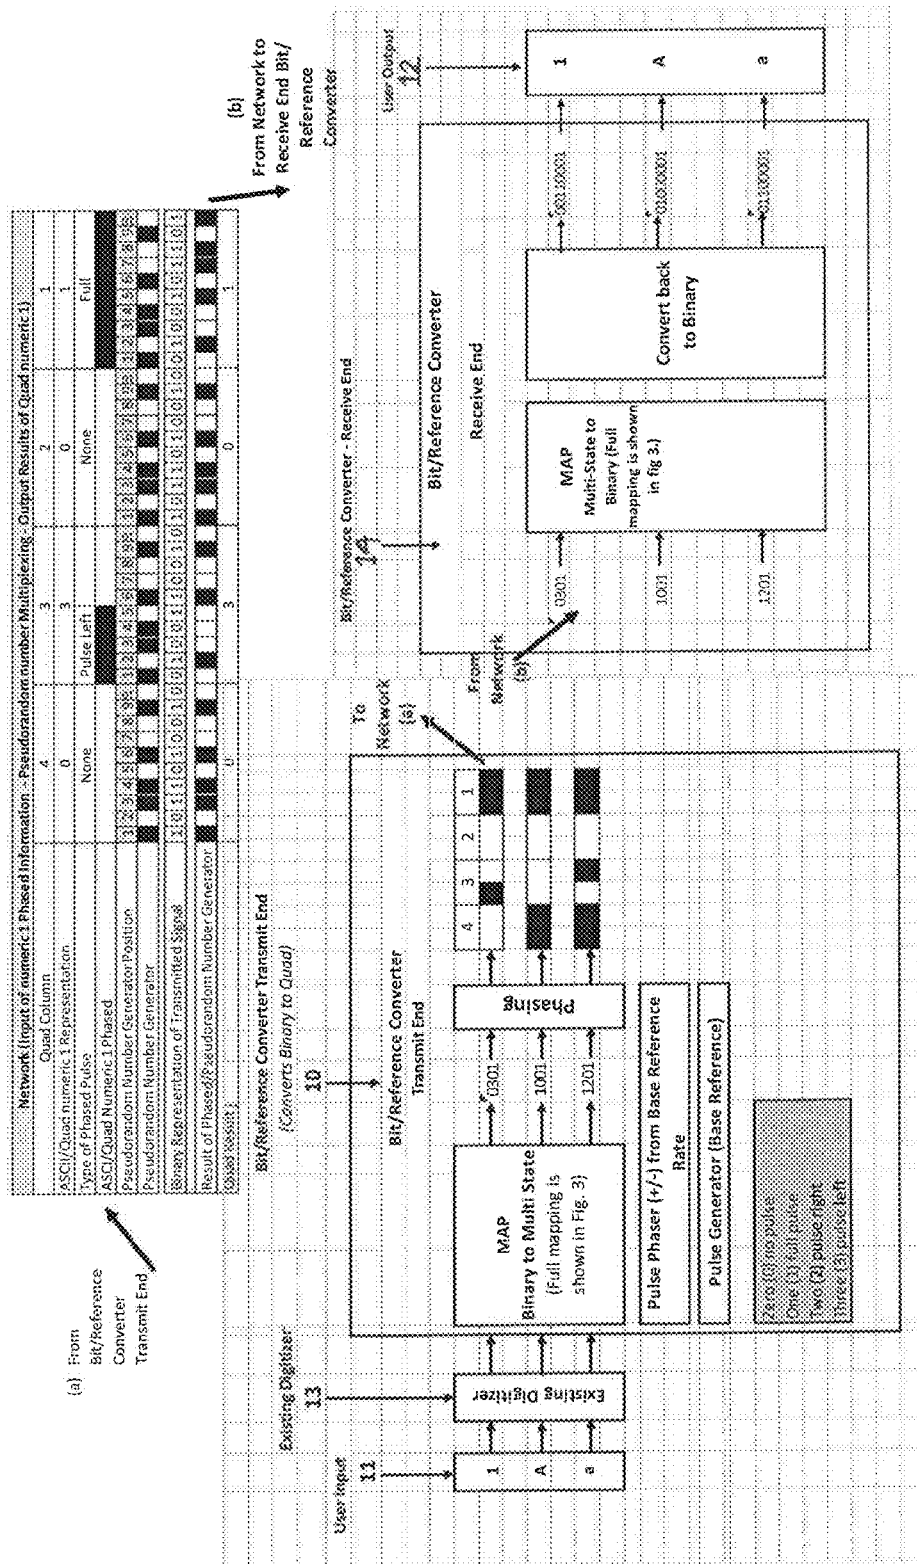 Network (Input of numeric 1 Phased Information - Pseudorandom number Multiplexing - Output Results of Quad numeric 1)
Quad Column 4 3 2 1
ASCII/Quad numeric 1 Representation 0 3 0 1
Type of Phased Pulse None Pulse Left None Full
ASCI/Quad Numeric 1 Phased
Pseudorandom Number Generator Position
Pseudorandom Number Generator
Binary Representation of Transmitted Signal
Result of Phased/Pseudorandom Number Generator
Quad Result 0 3 0 1
(a) From
Bit/Reference
Converter
Transmit End
(b)
From Network to
Receive End Bit/
Reference
Converter
Bit/Reference Converter Transmit End
(Converts Binary to Quad)
10
User Input
11
1
A
a
Existing Digitizer
13
Existing Digitizer
Bit/Reference Converter
Transmit End
MAP
Binary to Multi State
(Full mapping is
shown in Fig. 3)
0301
1001
1201
Phasing
4 3 2 1
To
Network
(a)
Pulse Phaser (+/-) from Base Reference
Rate
Pulse Generator (Base Reference)
Zero (0) no pulse
One (1) full pulse
Two (2) pulse right
Three (3) pulse left
Bit/Reference Converter - Receive End
14
Bit/Reference Converter
Receive End
From
Network
(b)
0301
1001
1201
MAP
Multi-State to
Binary (Full
mapping is shown
in fig 3.)
Convert back
to Binary
00110001
01000001
01100001
User Output
12
1
A
a